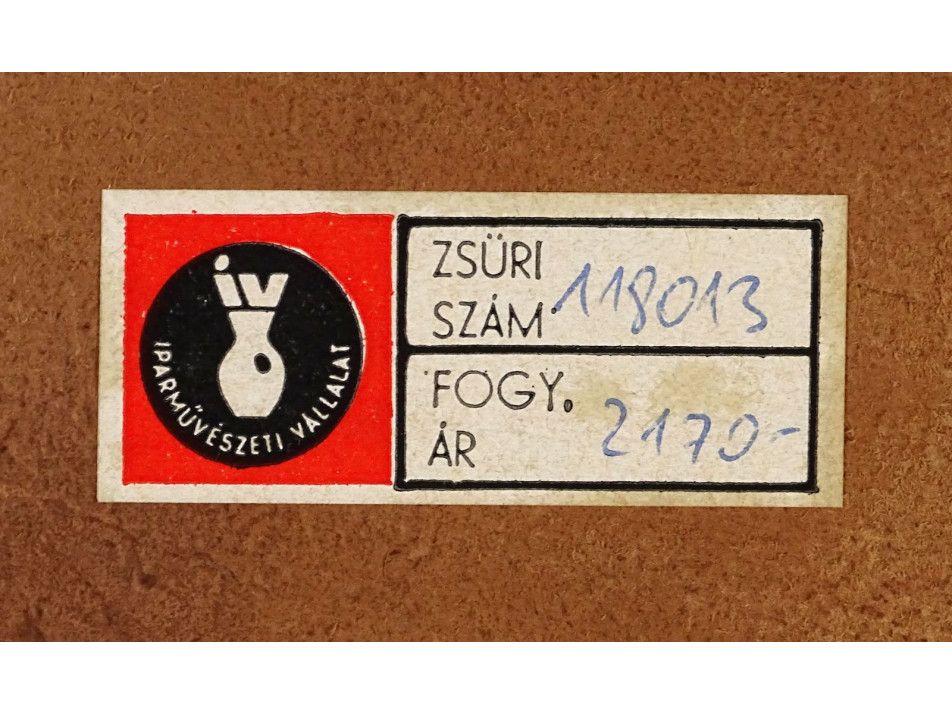 iv
IPARMŰVÉSZETI VÁLLALAT
ZSÜRI
SZÁM 118013
FOGY.
ÁR 2170-